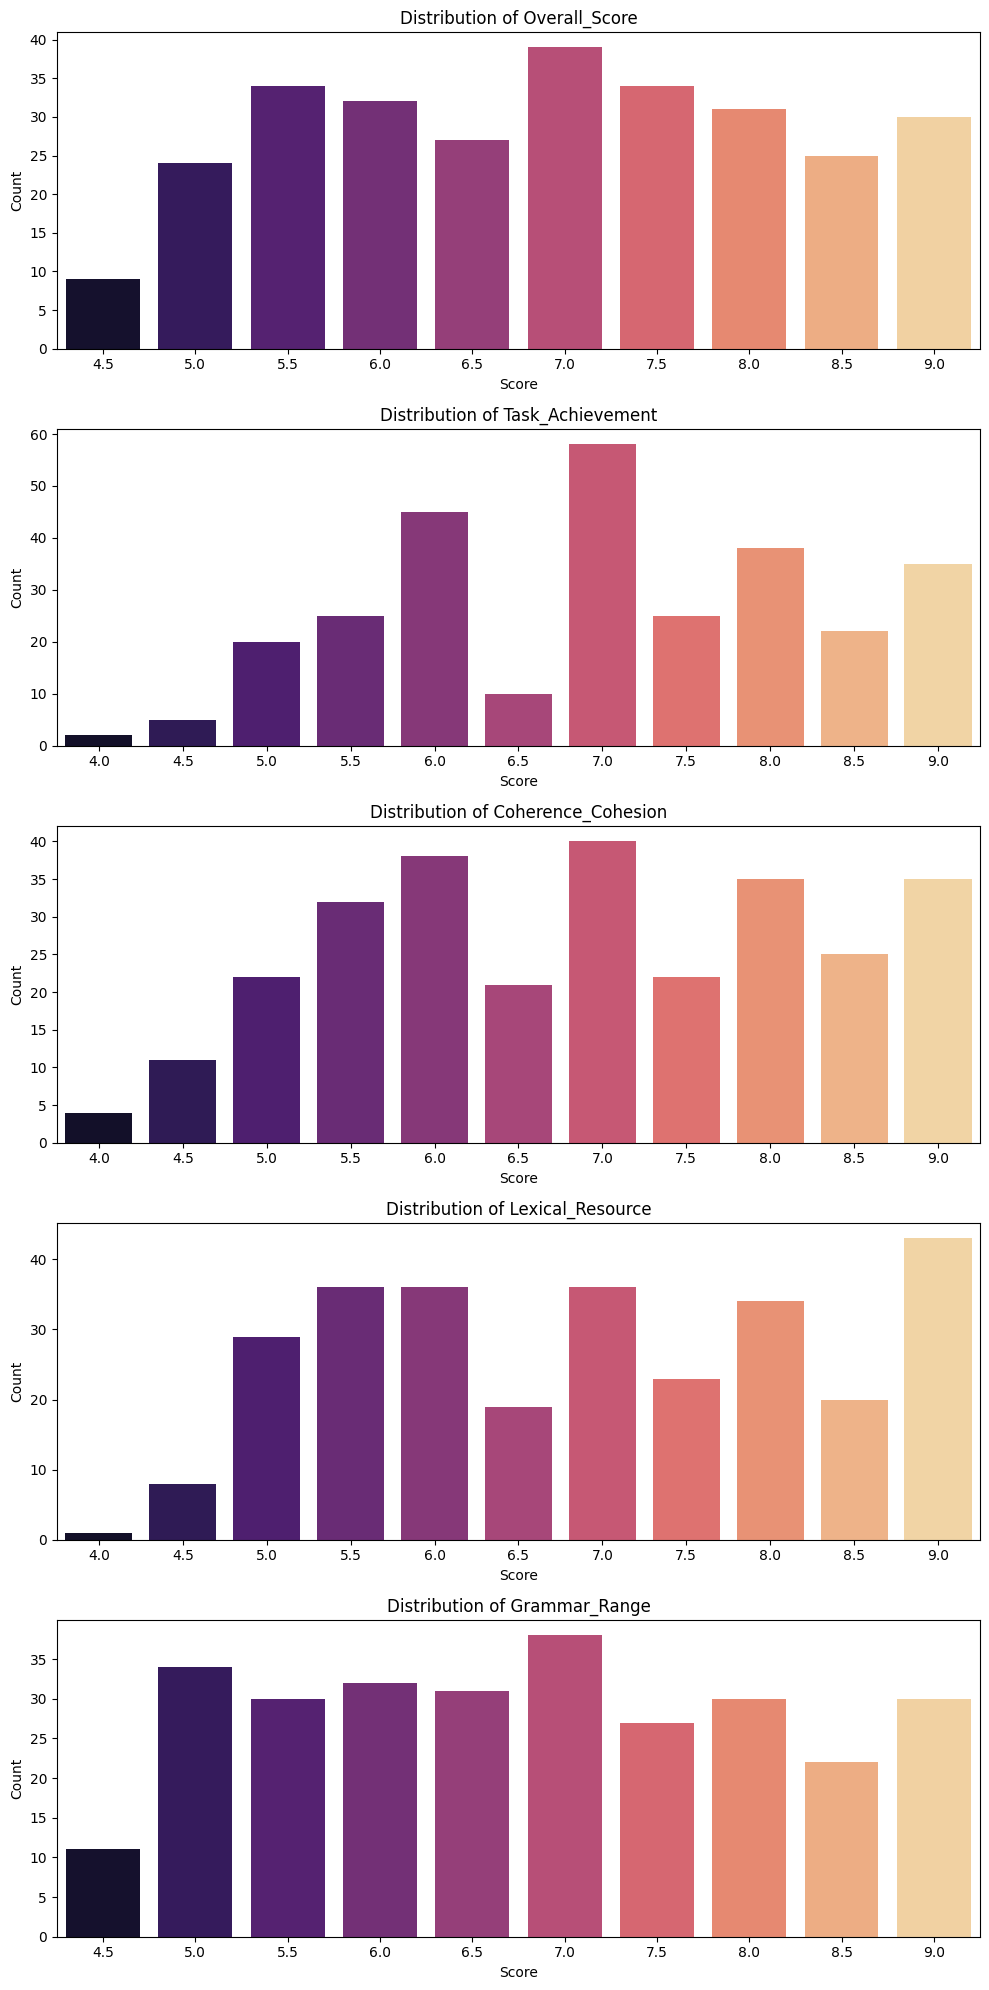 Distribution of Overall_Score
40
35
30
25
20
15
10
5
0
Count
4.5 5.0 5.5 6.0 6.5 7.0 7.5 8.0 8.5 9.0
Score
Distribution of Task_Achievement
60
50
40
30
20
10
0
Count
4.0 4.5 5.0 5.5 6.0 6.5 7.0 7.5 8.0 8.5 9.0
Score
Distribution of Coherence_Cohesion
40
35
30
25
20
15
10
5
0
Count
4.0 4.5 5.0 5.5 6.0 6.5 7.0 7.5 8.0 8.5 9.0
Score
Distribution of Lexical_Resource
40
30
20
10
0
Count
4.0 4.5 5.0 5.5 6.0 6.5 7.0 7.5 8.0 8.5 9.0
Score
Distribution of Grammar_Range
35
30
25
20
15
10
5
0
Count
4.5 5.0 5.5 6.0 6.5 7.0 7.5 8.0 8.5 9.0
Score